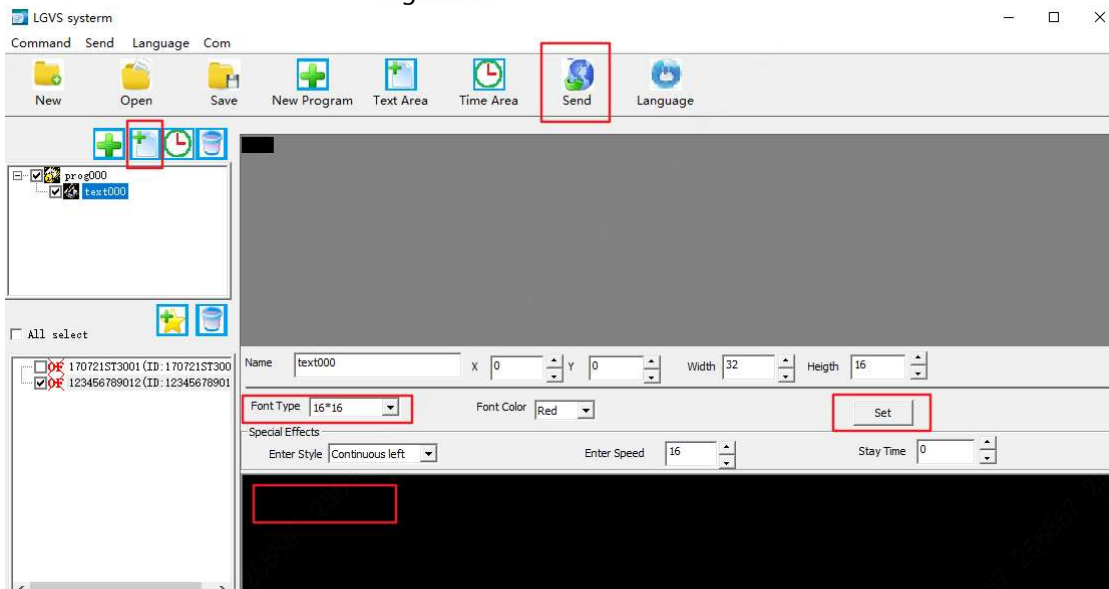 LGVS systerm
Command Send Language Com
New Open Save New Program Text Area Time Area Send Language
prog000
text000
All select
170721ST3001(ID:170721ST300
123456789012(ID:12345678901
Name text000 X 0 Y 0 Width 32 Heigth 16
Font Type 16*16 Font Color Red Set
Special Effects
Enter Style Continuous left Enter Speed 16 Stay Time 0